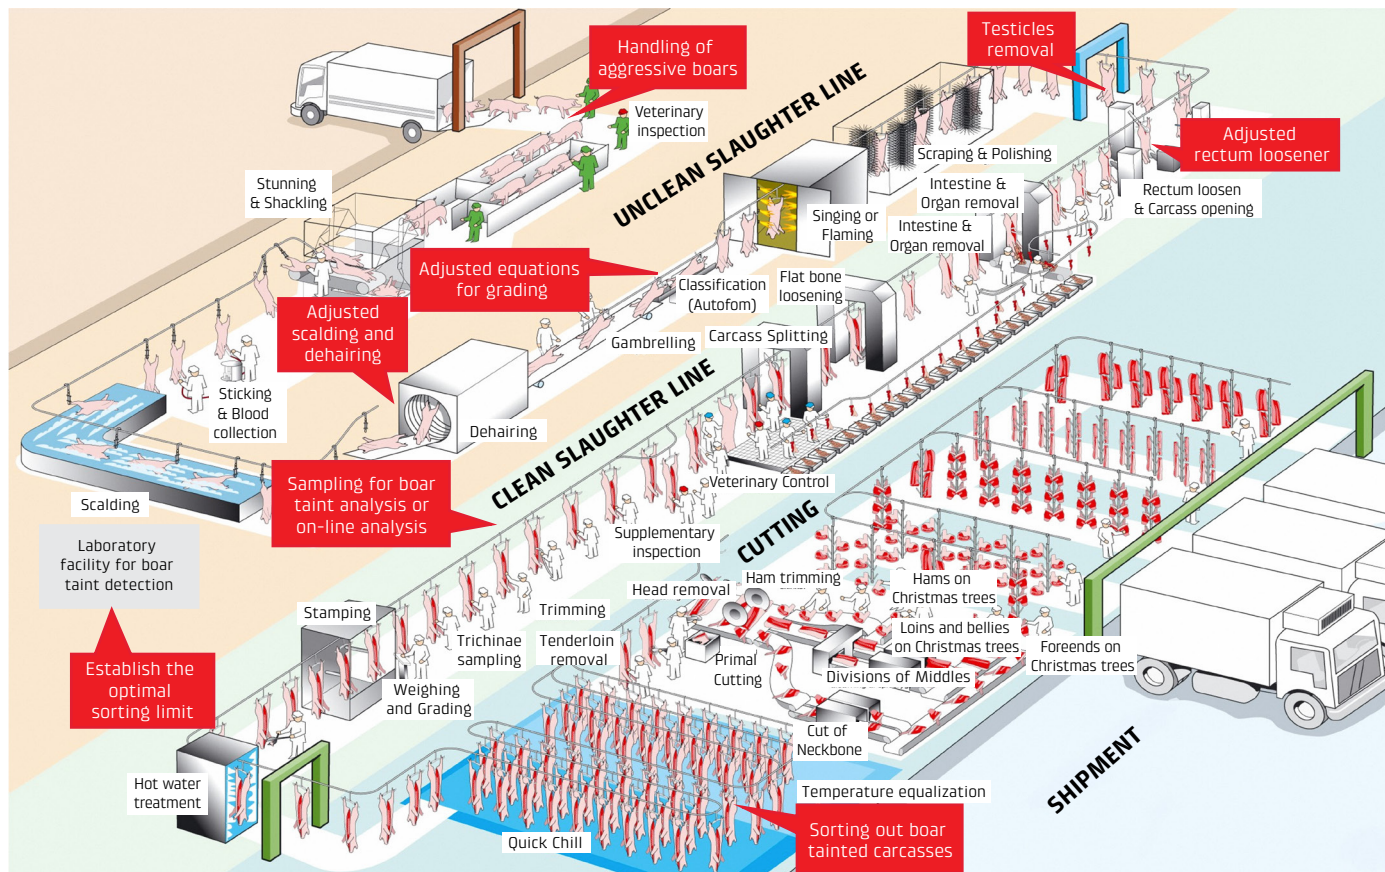 Handling of
aggressive boars
Testicles
removal
Veterinary
inspection
UNCLEAN SLAUGHTER LINE
Scraping & Polishing
Adjusted
rectum loosener
Stunning
& Shackling
Intestine &
Organ removal
Rectum loosen
& Carcass opening
Singing or
Flaming
Intestine &
Organ removal
Adjusted equations
for grading
Classification
(Autofom)
Flat bone
loosening
Adjusted
scalding and
dehairing
Gambrelling
Carcass Splitting
Sticking
& Blood
collection
Dehairing
CLEAN SLAUGHTER LINE
Scalding
Sampling for boar
taint analysis or
on-line analysis
Veterinary Control
CUTTING
Supplementary
inspection
Laboratory
facility for boar
taint detection
Head removal
Ham trimming
Hams on
Christmas trees
Stamping
Trimming
Trichinae
sampling
Tenderloin
removal
Loins and bellies
on Christmas trees
Foreends on
Christmas trees
Primal
Cutting
Divisions of Middles
Establish the
optimal
sorting limit
Weighing
and Grading
Cut of
Neckbone
SHIPMENT
Hot water
treatment
Temperature equalization
Quick Chill
Sorting out boar
tainted carcasses